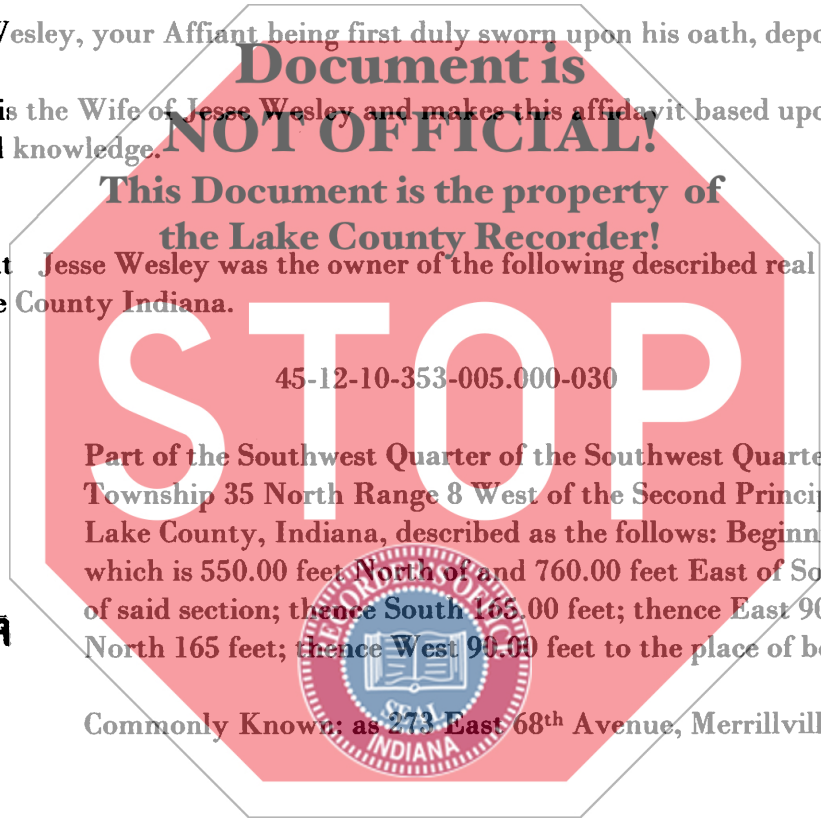 Wesley, your Affiant being first duly sworn upon his oath, depo
Document is
is the Wife of Jesse Wesley and makes this affidavit based upo
NOT OFFICIAL!
knowledge.
This Document is the property of
the Lake County Recorder!
Jesse Wesley was the owner of the following described real
County Indiana.
STOP
45-12-10-353-005.000-030
Part of the Southwest Quarter of the Southwest Quarte
Township 35 North Range 8 West of the Second Princip
Lake County, Indiana, described as the follows: Beginn
which is 550.00 feet North of and 760.00 feet East of So
of said section; thence South 165.00 feet; thence East 90
North 165 feet; thence West 90.00 feet to the place of be
Commonly Known: as 273 East 68th Avenue, Merrillvill
SEAL
INDIANA